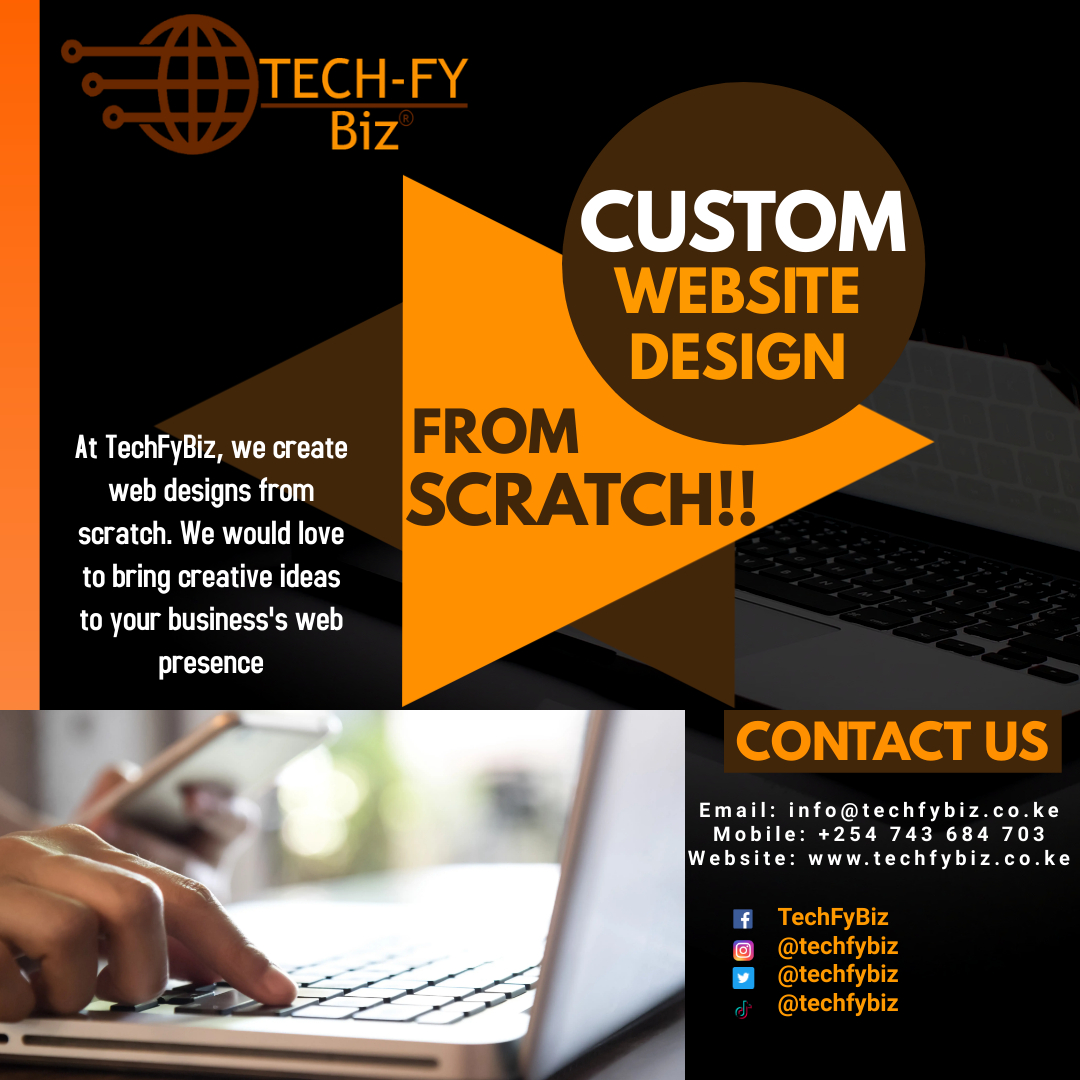 TECH-FY
Biz®
CUSTOM
WEBSITE
DESIGN
FROM
SCRATCH!!
At TechFyBiz, we create
web designs from
scratch. We would love
to bring creative ideas
to your business's web
presence
CONTACT US
Email: info@techfybiz.co.ke
Mobile: +254 743 684 703
Website: www.techfybiz.co.ke
TechFyBiz
@techfybiz
@techfybiz
@techfybiz